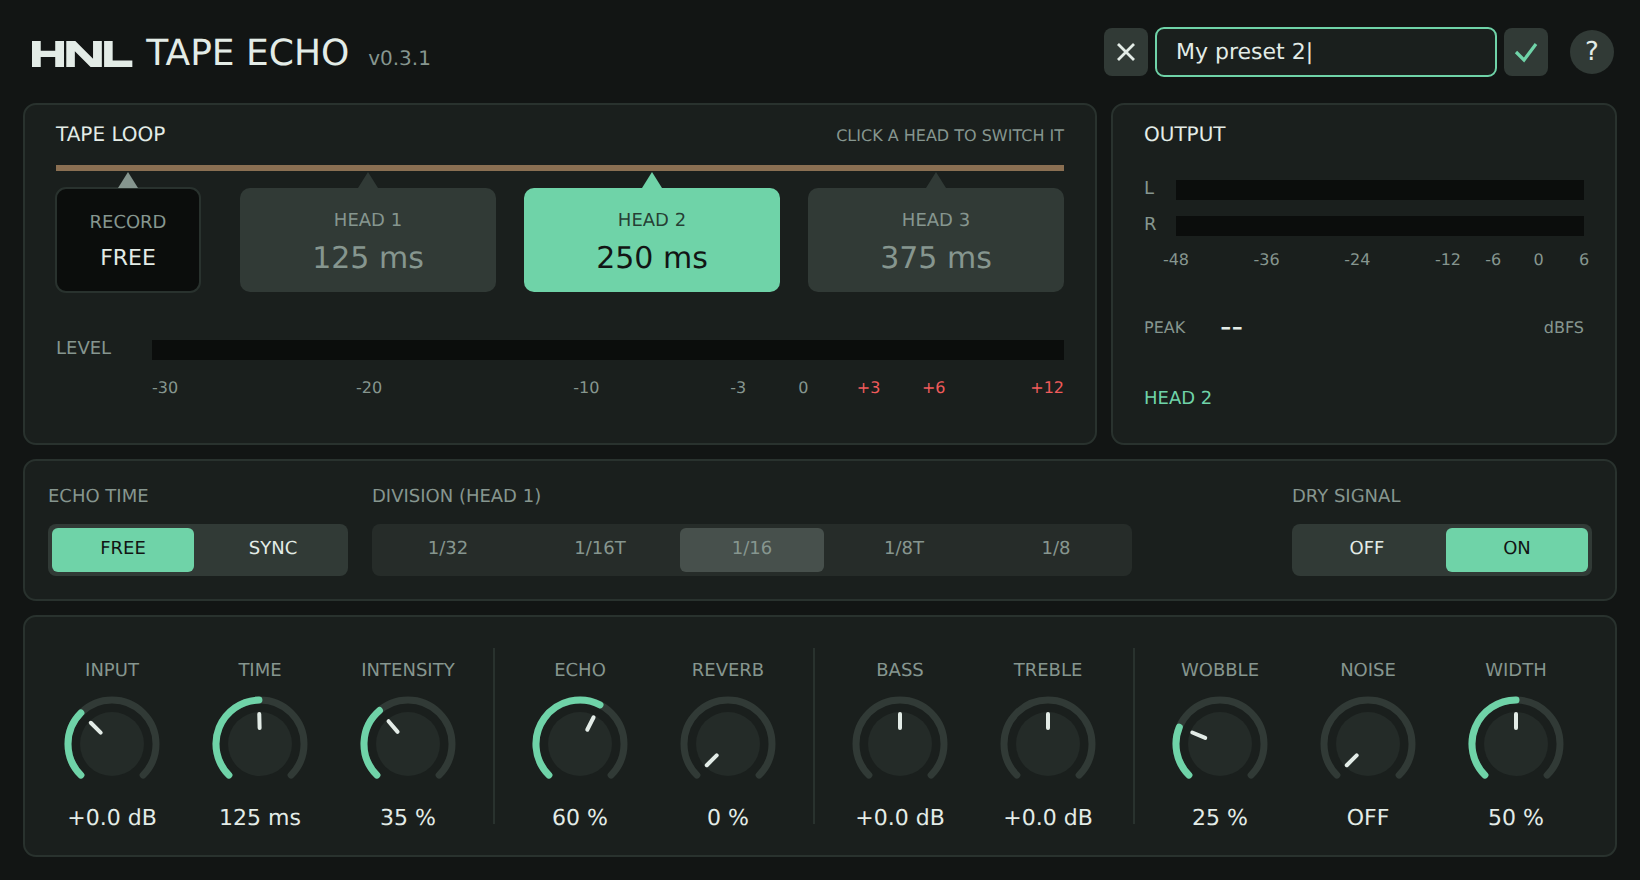 HNL TAPE ECHO v0.3.1
My preset 2|
?
TAPE LOOP
CLICK A HEAD TO SWITCH IT
RECORD
FREE
HEAD 1
125 ms
HEAD 2
250 ms
HEAD 3
375 ms
LEVEL
-30 -20 -10 -3 0 +3 +6 +12
OUTPUT
L
R
-48 -36 -24 -12 -6 0 6
PEAK -- dBFS
HEAD 2
ECHO TIME
FREE SYNC
DIVISION (HEAD 1)
1/32 1/16T 1/16 1/8T 1/8
DRY SIGNAL
OFF ON
INPUT TIME INTENSITY ECHO REVERB BASS TREBLE WOBBLE NOISE WIDTH
+0.0 dB 125 ms 35 % 60 % 0 % +0.0 dB +0.0 dB 25 % OFF 50 %